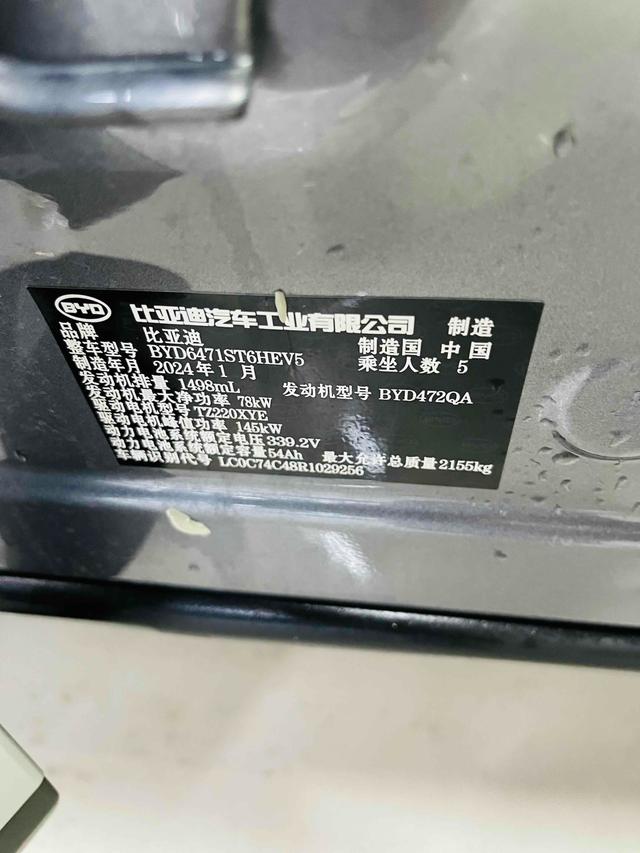 BYD 比亚迪汽车工业有限公司 制造
品牌 比亚迪 制造国 中国
整车型号 BYD6471ST6HEV5 乘坐人数 5
制造年月 2024年1月
发动机排量 1498mL 发动机型号 BYD472QA
发动机最大净功率 78kW
驱动电机型号 TZ220XYE
驱动电机峰值功率 145kW
动力电池系统额定电压 339.2V
动力电池系统额定容量 54Ah 最大允许总质量 2155kg
车辆识别代号 LC0C74C48R1029256